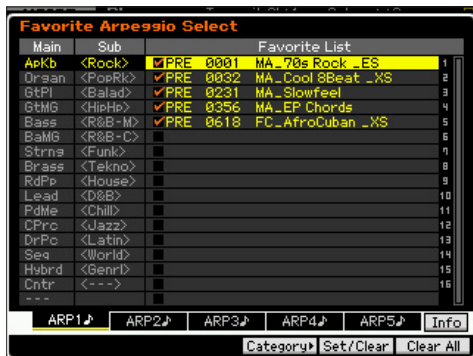 Favorite Arpeggio Select
Main Sub Favorite List
ApKb <Rock> PRE 0001 MA_70s Rock _ES 1
Organ <PopRk> PRE 0032 MA_Cool 8Beat _XS 2
GtPl <Balad> PRE 0231 MA_Slowfeel 3
GtMG <HipHp> PRE 0356 MA_EP Chords 4
Bass <R&B-M> PRE 0618 FC_AfroCuban _XS 5
BaMG <R&B-C> 6
Strng <Funk> 7
Brass <Tekno> 8
RdPp <House> 9
Lead <D&B> 10
PdMe <Chill> 11
CPrc <Jazz> 12
DrPc <Latin> 13
Seq <World> 14
Hybrd <Genrl> 15
Cntr <---> 16
---
ARP1♪ ARP2♪ ARP3♪ ARP4♪ ARP5♪ Info
Category▸ Set/Clear Clear All